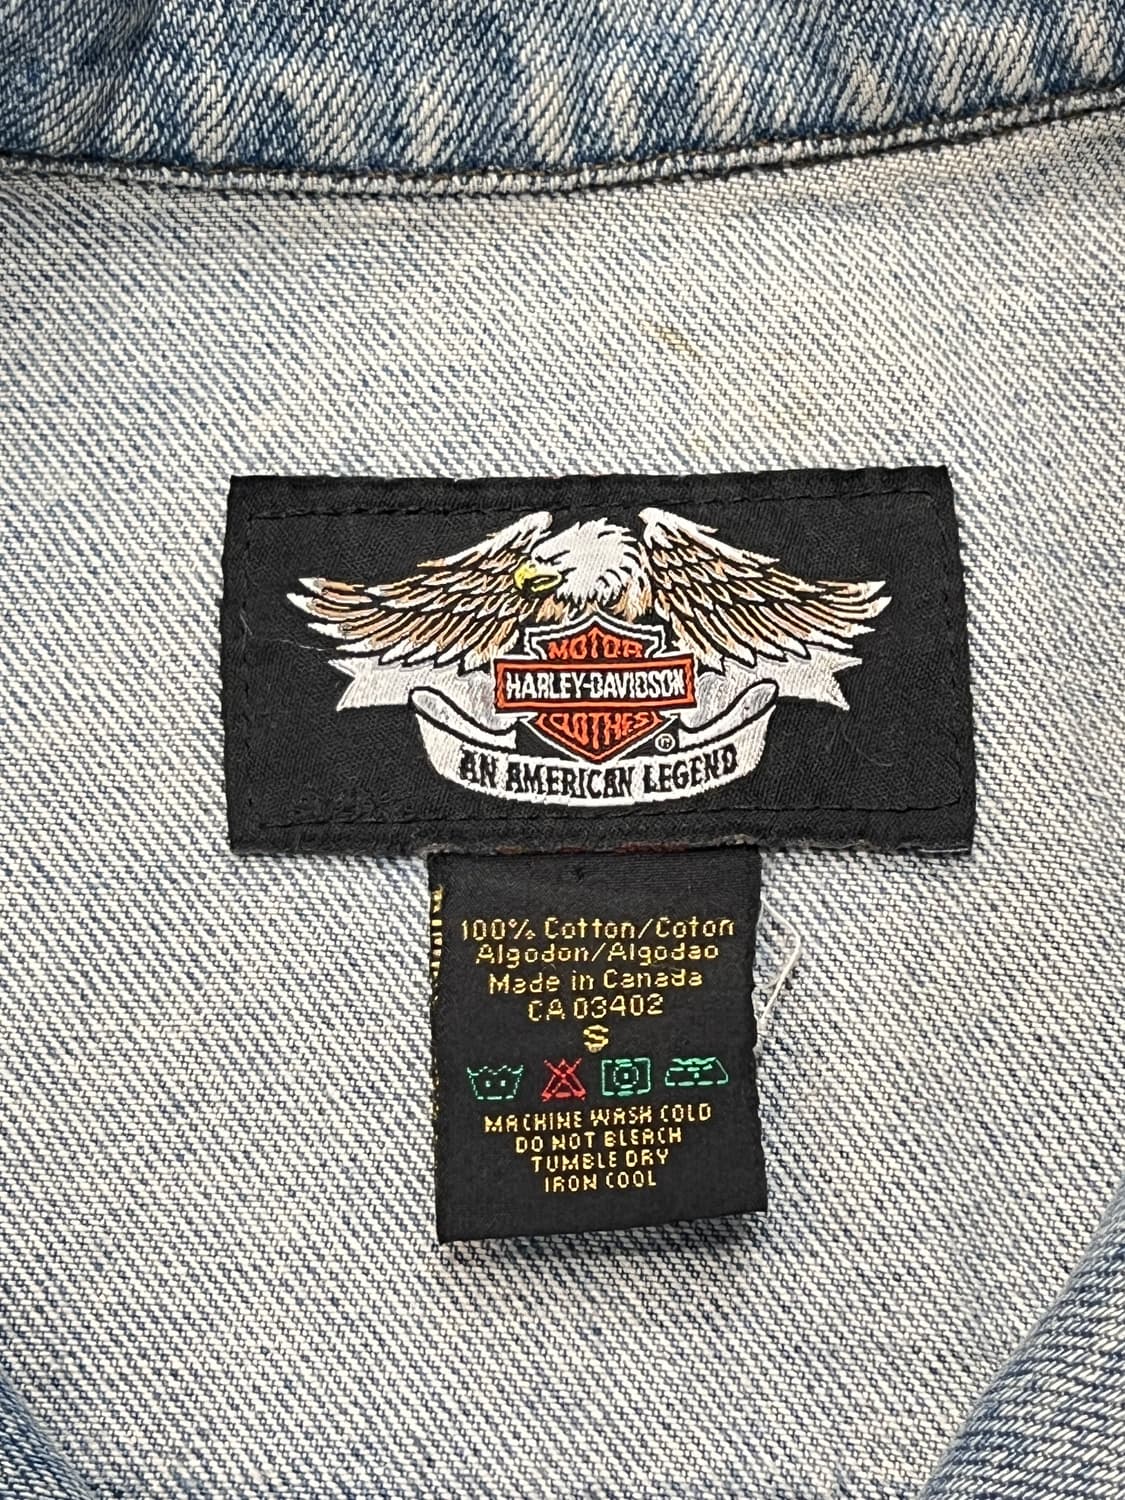 MOTOR
HARLEY-DAVIDSON
CLOTHES
®
AN AMERICAN LEGEND
100% Cotton/Coton
Algodon/Algodao
Made in Canada
CA 03402
S
MACHINE WASH COLD
DO NOT BLEACH
TUMBLE DRY
IRON COOL